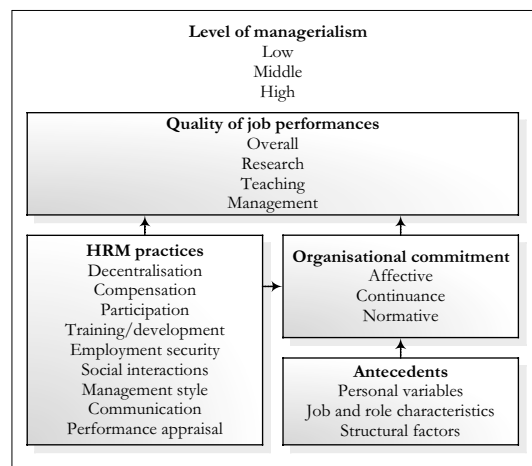 Level of managerialism
Low
Middle
High
Quality of job performances
Overall
Research
Teaching
Management
HRM practices
Decentralisation
Compensation
Participation
Training/development
Employment security
Social interactions
Management style
Communication
Performance appraisal
Organisational commitment
Affective
Continuance
Normative
Antecedents
Personal variables
Job and role characteristics
Structural factors